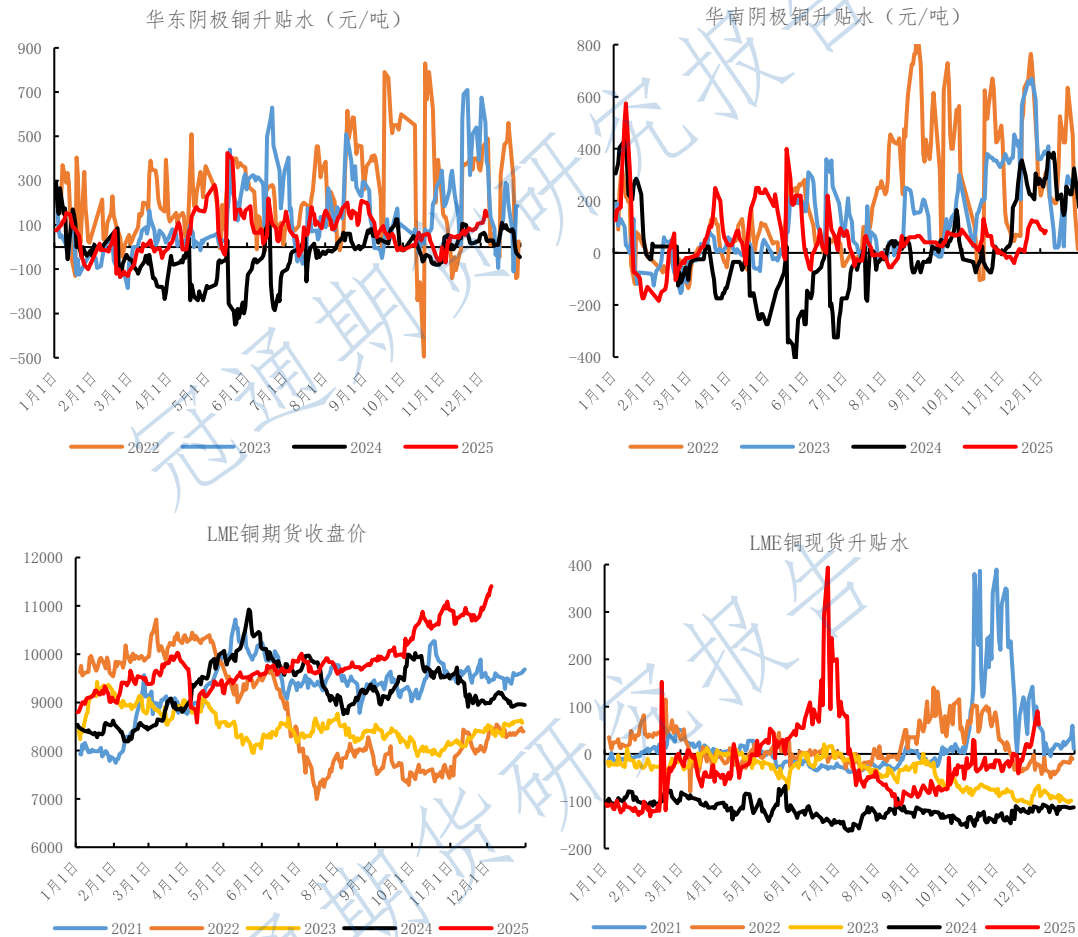 华东阴极铜升贴水（元/吨）
900
700
500
300
100
-100
-300
-500
1月1日
2月1日
3月1日
4月1日
5月1日
6月1日
7月1日
8月1日
9月1日
10月1日
11月1日
12月1日
2022 2023 2024 2025
华南阴极铜升贴水（元/吨）
800
600
400
200
0
-200
-400
1月1日
2月1日
3月1日
4月1日
5月1日
6月1日
7月1日
8月1日
9月1日
10月1日
11月1日
12月1日
2022 2023 2024 2025
LME铜期货收盘价
12000
11000
10000
9000
8000
7000
6000
1月1日
2月1日
3月1日
4月1日
5月1日
6月1日
7月1日
8月1日
9月1日
10月1日
11月1日
12月1日
2021 2022 2023 2024 2025
LME铜现货升贴水
400
300
200
100
0
-100
-200
1月1日
2月1日
3月1日
4月1日
5月1日
6月1日
7月1日
8月1日
9月1日
10月1日
11月1日
12月1日
2021 2022 2023 2024 2025
冠通期货研究报告
期货研究报告